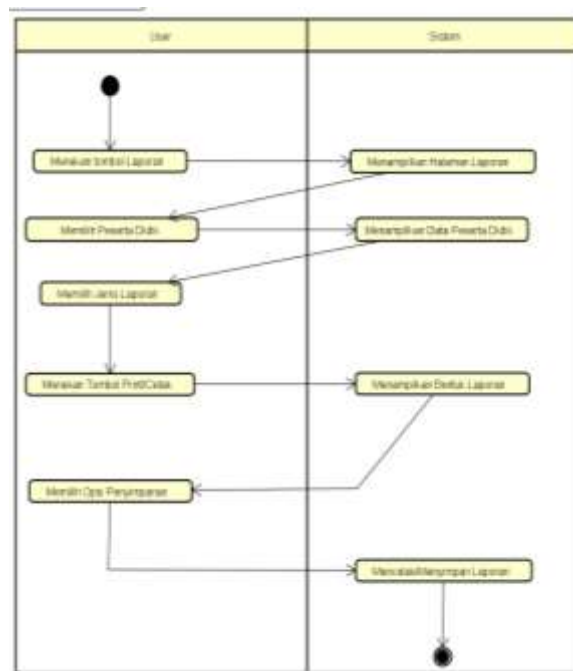 User
Sistem
Menekan tombol Laporan
Menampilkan Halaman Laporan
Memilih Peserta Didik
Menampilkan Data Peserta Didik
Memilih Jenis Laporan
Menekan Tombol Print/Cetak
Menampilkan Bentuk Laporan
Memilih Opsi Penyimpanan
Mencetak/Menyimpan Laporan